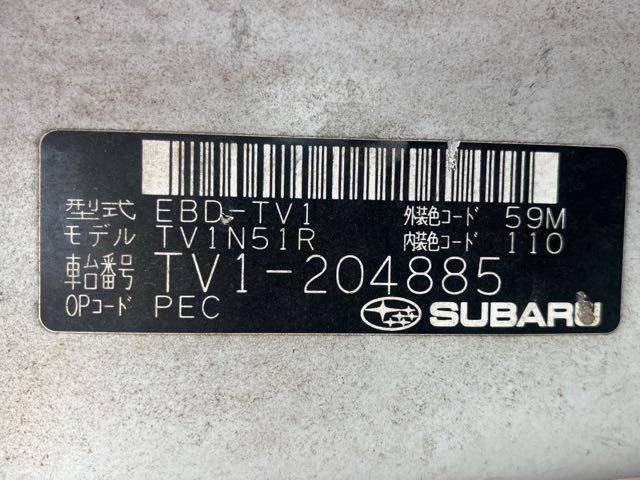 型式 EBD-TV1 外装色コード 59M
モデル TV1N51R 内装色コード 110
車台番号 TV1-204885
OPコード PEC SUBARU